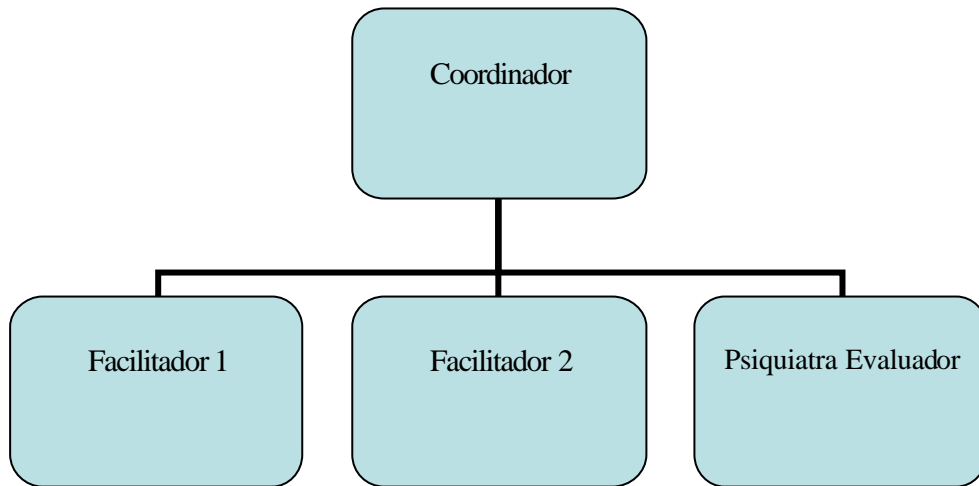 Coordinador
Facilitador 1
Facilitador 2
Psiquiatra Evaluador